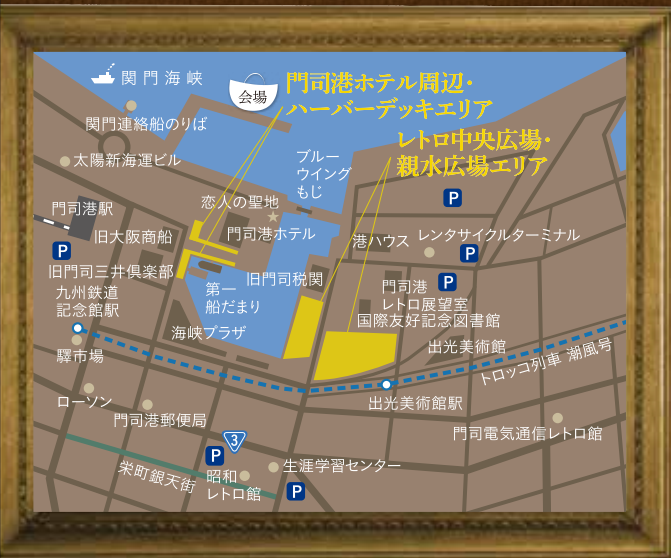 関門海峡
会場
門司港ホテル周辺・
ハーバーデッキエリア
関門連絡船のりば
レトロ中央広場・
親水広場エリア
太陽新海運ビル
ブルー
ウイング
もじ
P
門司港駅
恋人の聖地
旧大阪商船
門司港ホテル
港ハウス
レンタサイクルターミナル
P
P
旧門司三井倶楽部
旧門司税関
九州鉄道
記念館駅
第一
船だまり
門司港
レトロ展望室
P
国際友好記念図書館
海峡プラザ
驛市場
出光美術館
トロッコ列車 潮風号
ローソン
出光美術館駅
門司港郵便局
門司電気通信レトロ館
3
P
栄町銀天街
昭和
レトロ館
生涯学習センター
P